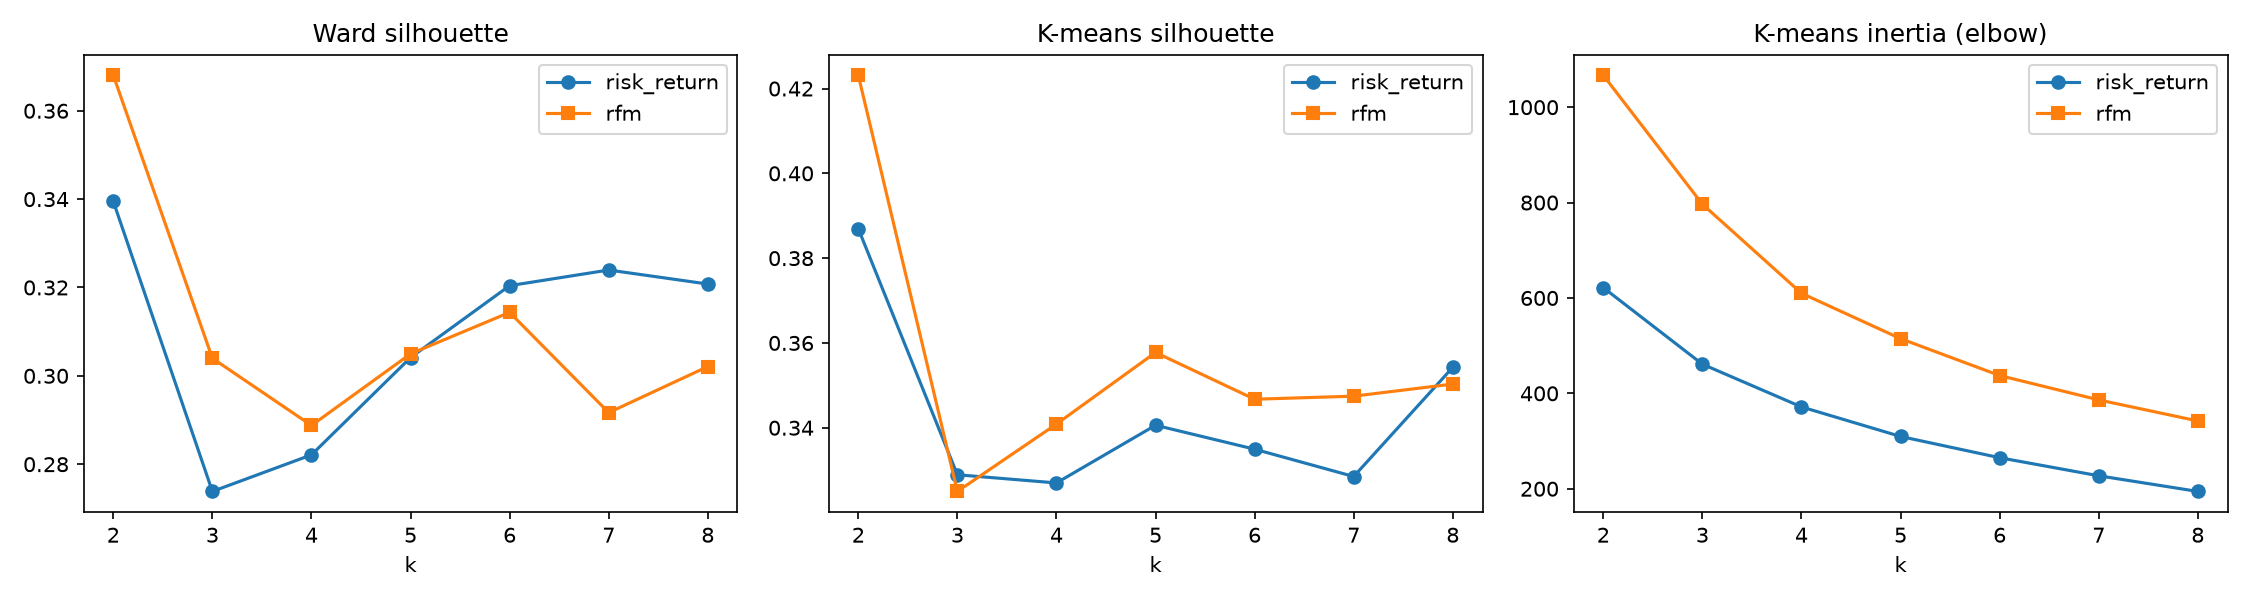 Ward silhouette
risk_return
rfm
0.36
0.34
0.32
0.30
0.28
2 3 4 5 6 7 8
k
K-means silhouette
risk_return
rfm
0.42
0.40
0.38
0.36
0.34
2 3 4 5 6 7 8
k
K-means inertia (elbow)
risk_return
rfm
1000
800
600
400
200
2 3 4 5 6 7 8
k